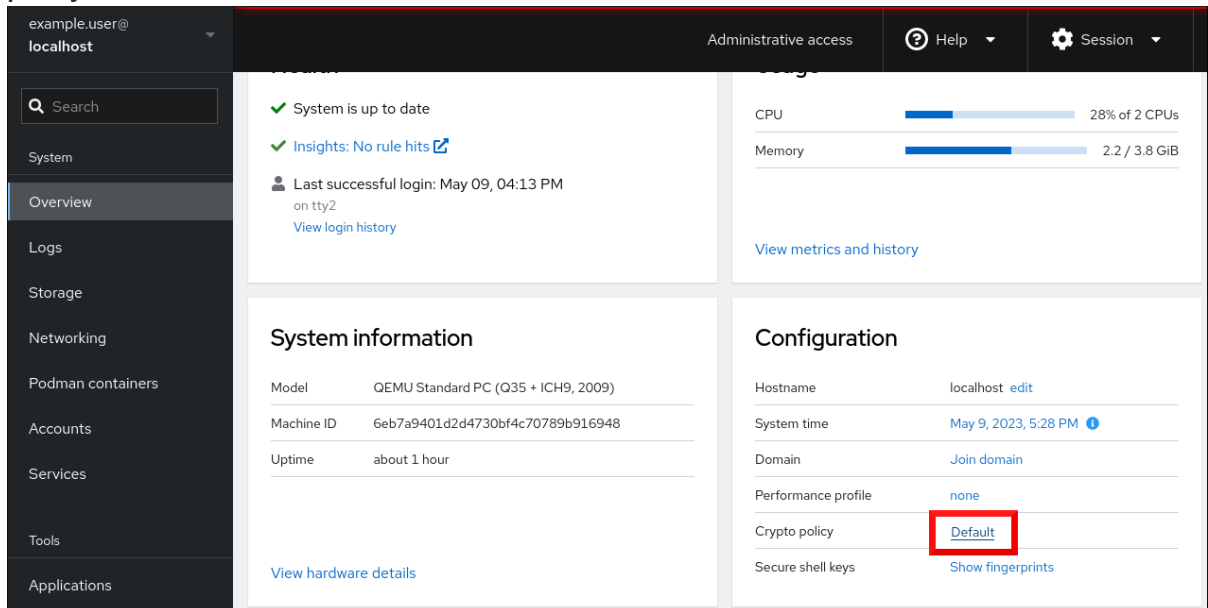 example.user@
localhost
Administrative access
Help
Session
Search
System
Overview
Logs
Storage
Networking
Podman containers
Accounts
Services
Tools
Applications
System is up to date
Insights: No rule hits
Last successful login: May 09, 04:13 PM
on tty2
View login history
CPU 28% of 2 CPUs
Memory 2.2 / 3.8 GiB
View metrics and history
System information
Model QEMU Standard PC (Q35 + ICH9, 2009)
Machine ID 6eb7a9401d2d4730bf4c70789b916948
Uptime about 1 hour
View hardware details
Configuration
Hostname localhost edit
System time May 9, 2023, 5:28 PM
Domain Join domain
Performance profile none
Crypto policy Default
Secure shell keys Show fingerprints